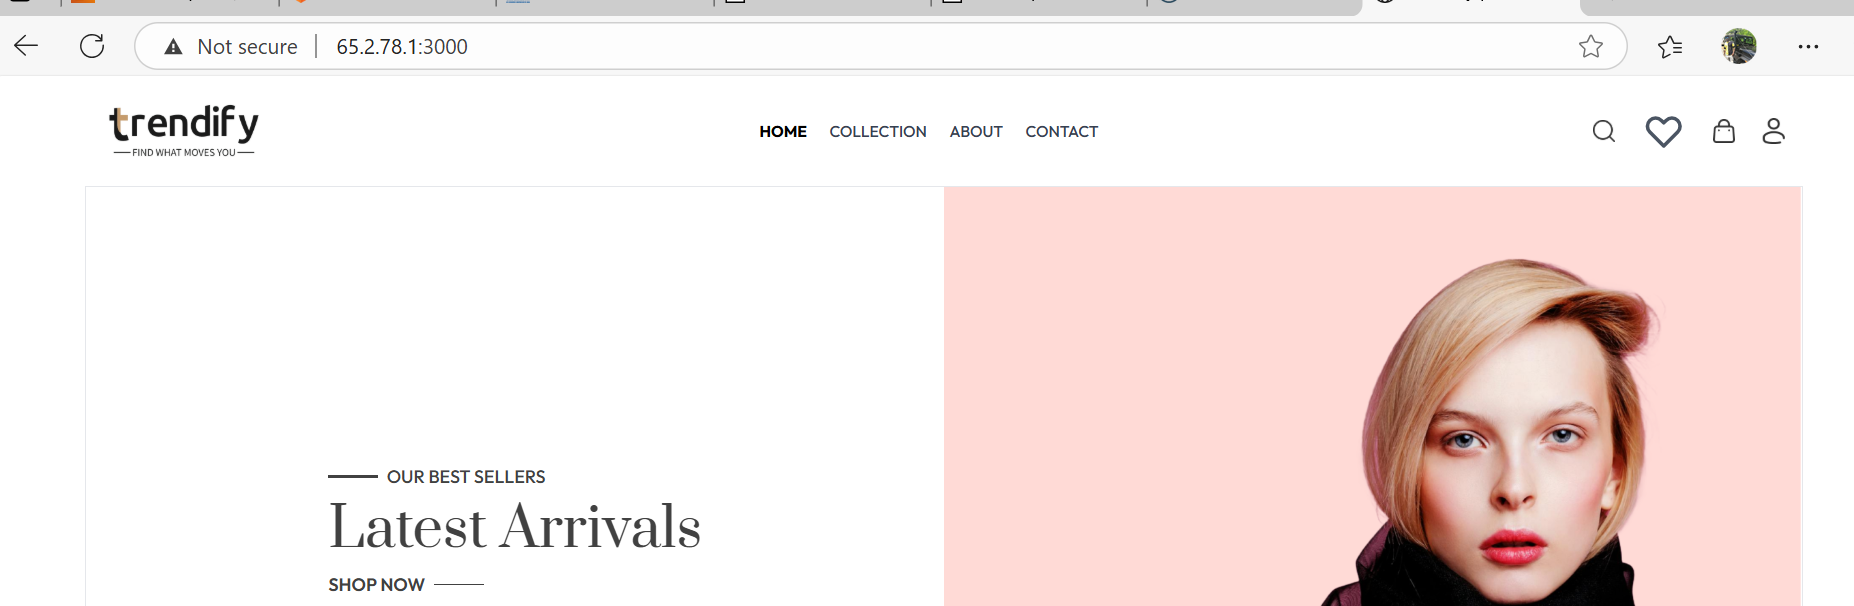 Not secure
65.2.78.1:3000
trendify
FIND WHAT MOVES YOU
HOME COLLECTION ABOUT CONTACT
OUR BEST SELLERS
Latest Arrivals
SHOP NOW